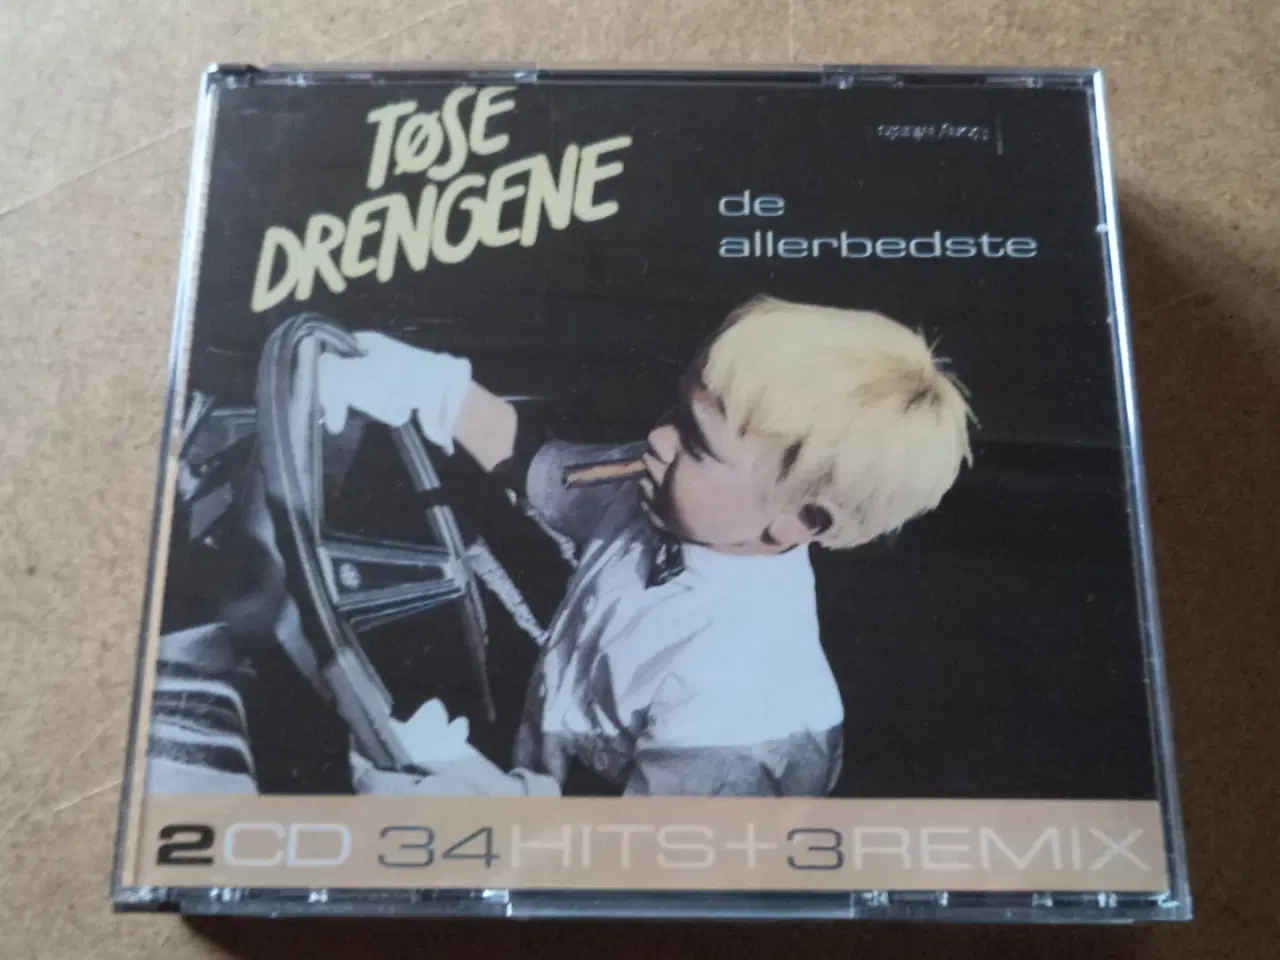 TØSE
DRENGENE
de
allerbedste
2CD 34HITS+3REMIX